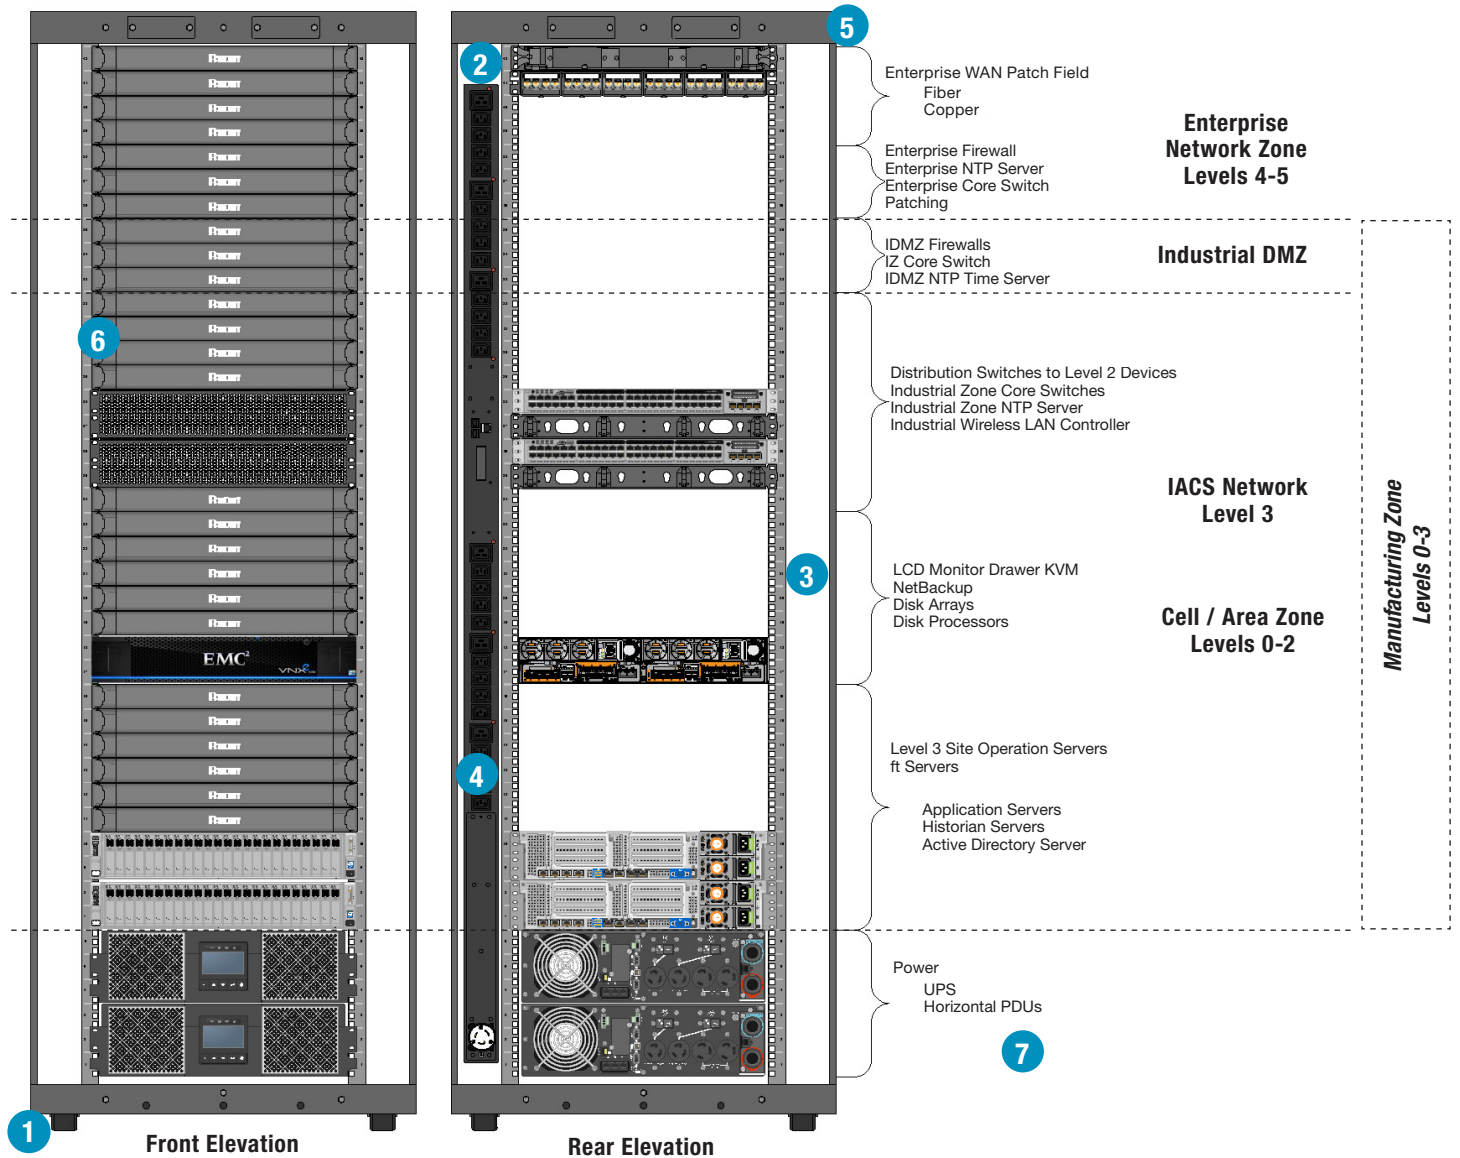 5
2
Enterprise WAN Patch Field
Fiber
Copper
Enterprise
Network Zone
Levels 4-5
Enterprise Firewall
Enterprise NTP Server
Enterprise Core Switch
Patching
IDMZ Firewalls
IZ Core Switch
IDMZ NTP Time Server
Industrial DMZ
6
Distribution Switches to Level 2 Devices
Industrial Zone Core Switches
Industrial Zone NTP Server
Industrial Wireless LAN Controller
IACS Network
Level 3
Manufacturing Zone
Levels 0-3
3
LCD Monitor Drawer KVM
NetBackup
Disk Arrays
Disk Processors
Cell / Area Zone
Levels 0-2
EMC²
VNX
4
Level 3 Site Operation Servers
ft Servers
Application Servers
Historian Servers
Active Directory Server
Power
UPS
Horizontal PDUs
7
1
Front Elevation
Rear Elevation